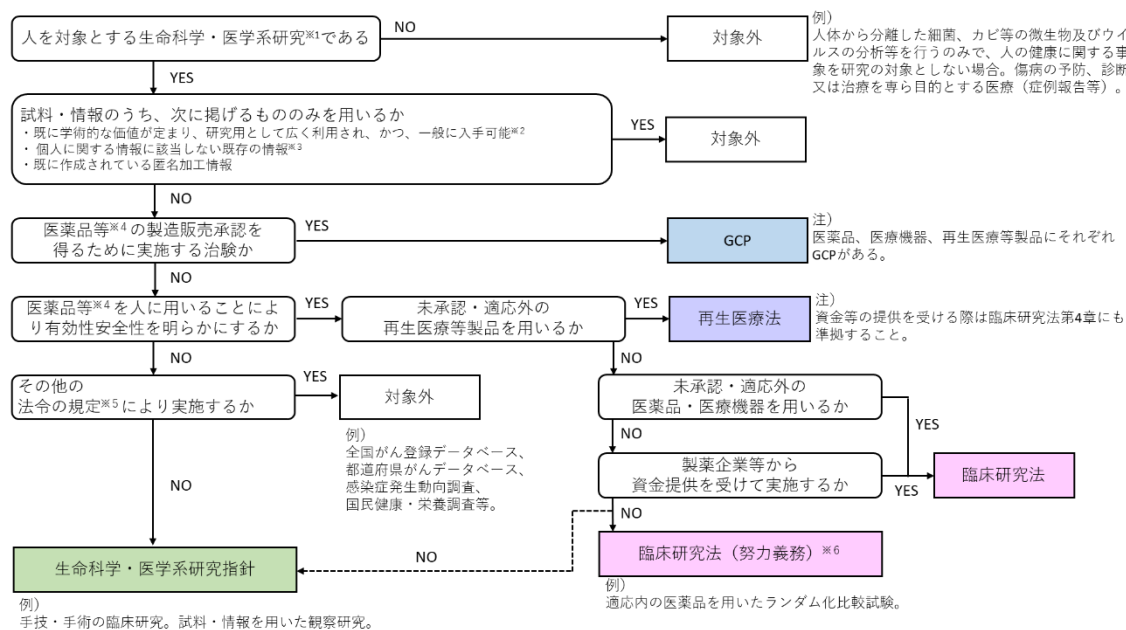 人を対象とする生命科学・医学系研究※1である
NO
対象外
例）
人体から分離した細菌、カビ等の微生物及びウイ
ルスの分析等を行うのみで、人の健康に関する事
象を研究の対象としない場合。傷病の予防、診断
又は治療を専ら目的とする医療（症例報告等）。
YES
試料・情報のうち、次に掲げるもののみを用いるか
・既に学術的な価値が定まり、研究用として広く利用され、かつ、一般に入手可能※2
・個人に関する情報に該当しない既存の情報※3
・既に作成されている匿名加工情報
YES
対象外
NO
医薬品等※4の製造販売承認を
得るために実施する治験か
YES
GCP
注）
医薬品、医療機器、再生医療等製品にそれぞれ
GCPがある。
NO
医薬品等※4を人に用いることによ
り有効性安全性を明らかにするか
YES
未承認・適応外の
再生医療等製品を用いるか
YES
再生医療法
注）
資金等の提供を受ける際は臨床研究法第4章にも
準拠すること。
NO
NO
その他の
法令の規定※5により実施するか
YES
対象外
例）
全国がん登録データベース、
都道府県がんデータベース、
感染症発生動向調査、
国民健康・栄養調査等。
未承認・適応外の
医薬品・医療機器を用いるか
YES
NO
製薬企業等から
資金提供を受けて実施するか
YES
臨床研究法
NO
NO
臨床研究法（努力義務）※6
例）
適応内の医薬品を用いたランダム化比較試験。
NO
生命科学・医学系研究指針
例）
手技・手術の臨床研究。試料・情報を用いた観察研究。